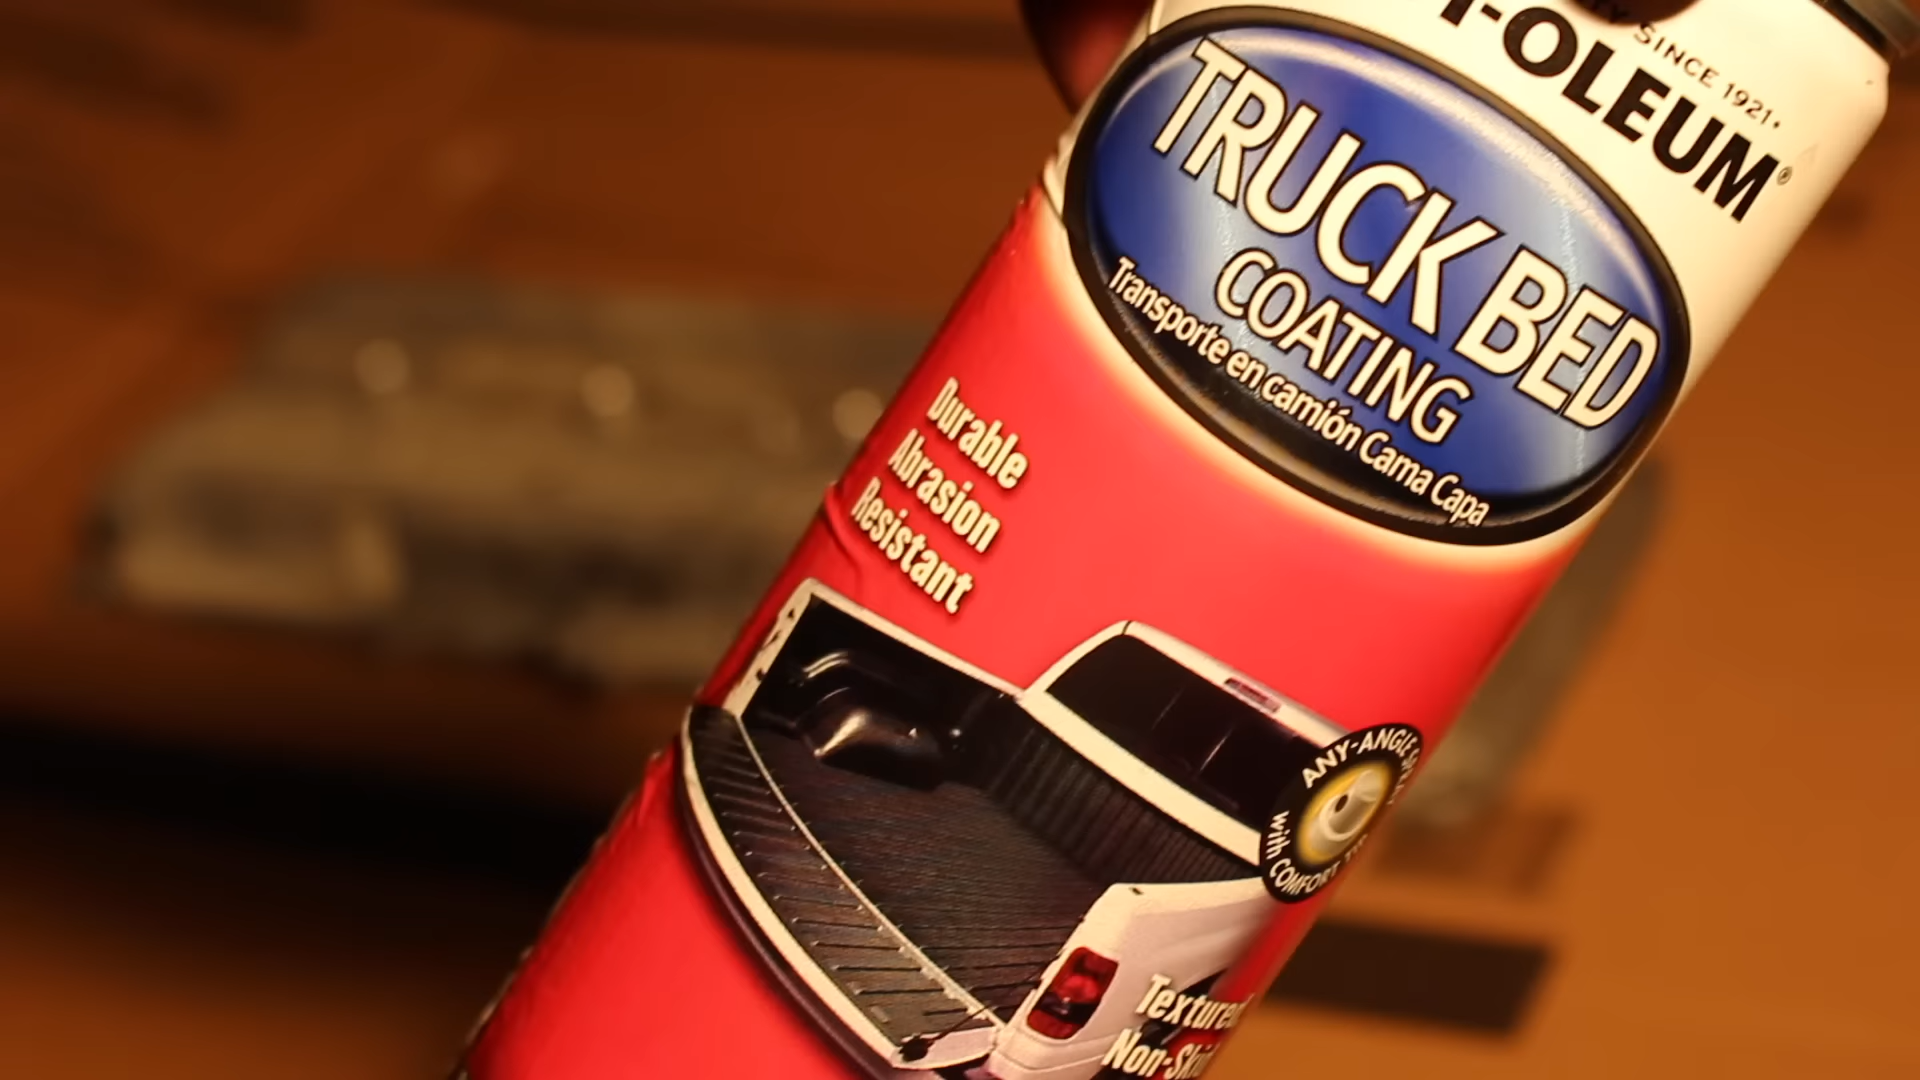 SINCE 1921.
T-OLEUM®
TRUCK BED
COATING
Transporte en camión Cama Capa
Durable
Abrasion
Resistant
ANY-ANGLE
with COMFORT
Textured
Non-Skid